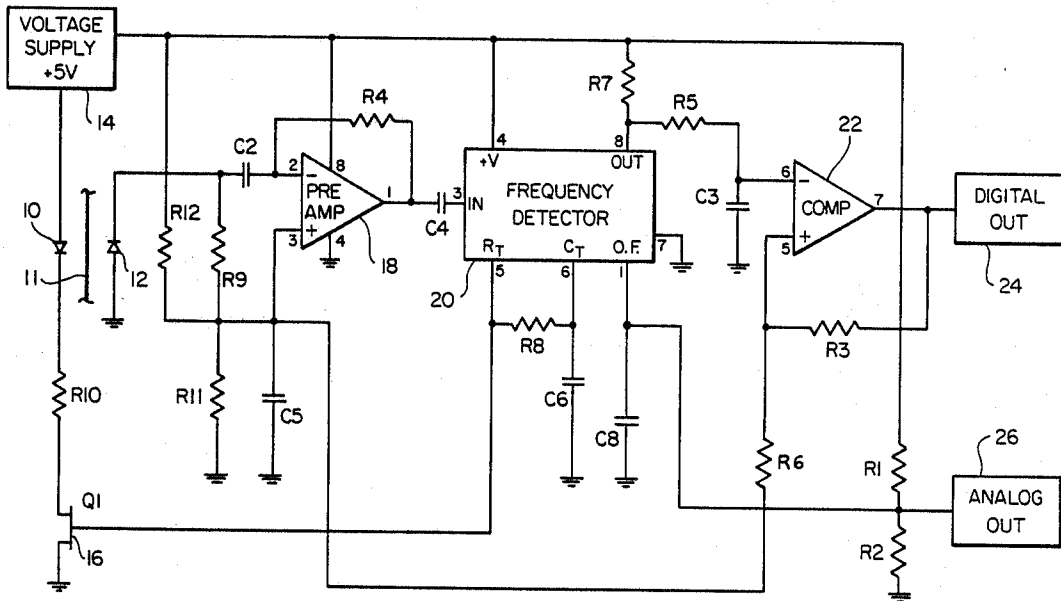 VOLTAGE
SUPPLY
+5V
14
R4
R7
R5
22
C2
2
-
8
PRE
AMP
1
+
3
4
18
C4
3
4
+V
8
OUT
IN
FREQUENCY
DETECTOR
RT
CT
O.F.
7
5
6
1
20
C3
6
-
COMP
7
+
5
DIGITAL
OUT
24
10
11
12
R12
R9
R8
R3
R10
R11
C5
C6
C8
R6
R1
26
ANALOG
OUT
Q1
16
R2